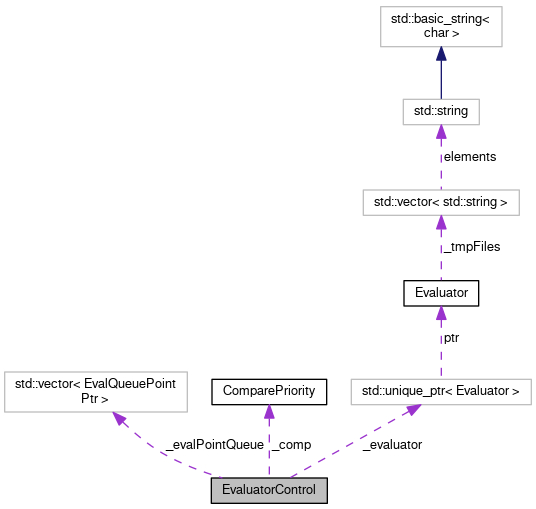 std::basic_string<
char >
std::string
elements
std::vector< std::string >
_tmpFiles
Evaluator
ptr
std::vector< EvalQueuePoint
Ptr >
ComparePriority
std::unique_ptr< Evaluator >
_evalPointQueue
_comp
_evaluator
EvaluatorControl